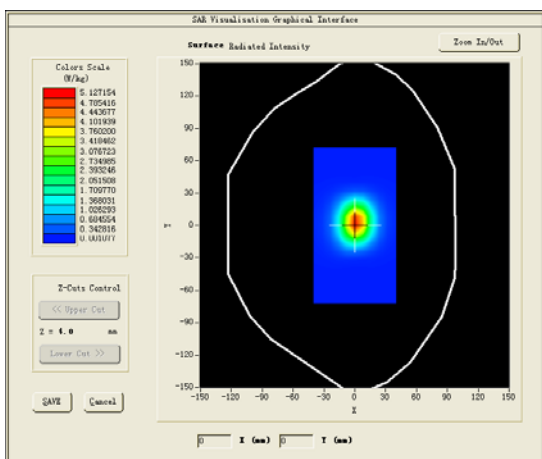 SAR Visualisation Graphical Interface
Surface Radiated Intensity
Zoom In/Out
Colors Scale
(W/kg)
5.127154
4.785416
4.443677
4.101939
3.760200
3.418462
3.076723
2.734985
2.393246
2.051508
1.709770
1.368031
1.026293
0.684554
0.342816
0.001077
Z-Cuts Control
<< Upper Cut
Z = 4.0 mm
Lower Cut >>
SAVE
Cancel
150
120
90
60
30
0
-30
-60
-90
-120
-150
Y
-150 -120 -90 -60 -30 0 30 60 90 120 150
X
0 X (mm) 0 Y (mm)